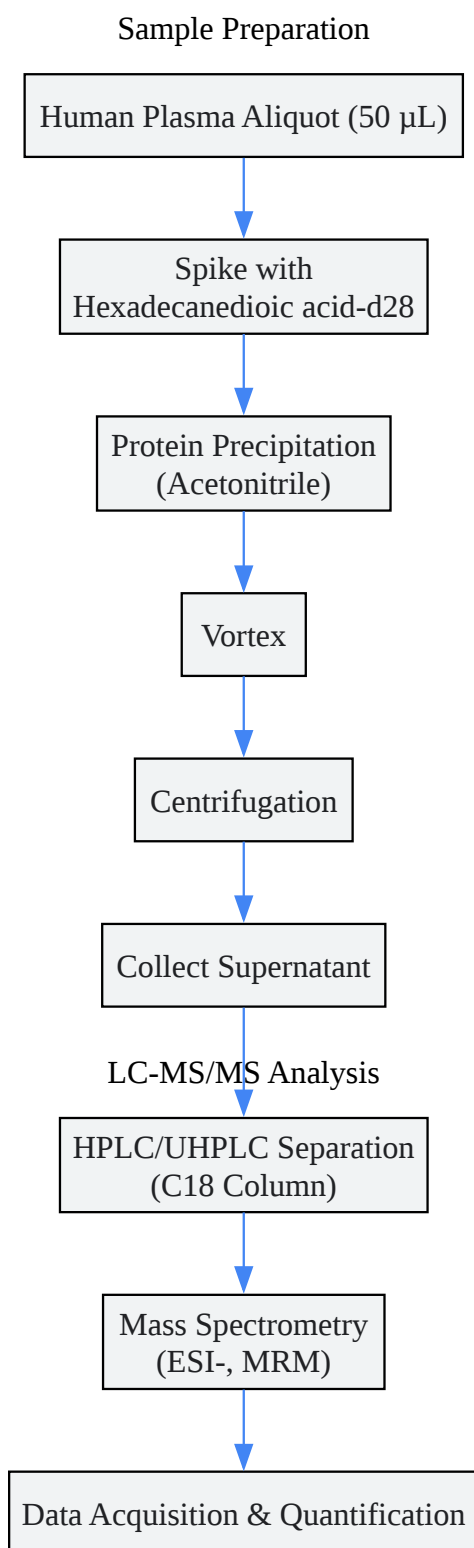 Sample Preparation
Human Plasma Aliquot (50 µL)
Spike with
Hexadecanedioic acid-d28
Protein Precipitation
(Acetonitrile)
Vortex
Centrifugation
Collect Supernatant
LC-MS/MS Analysis
HPLC/UHPLC Separation
(C18 Column)
Mass Spectrometry
(ESI-, MRM)
Data Acquisition & Quantification